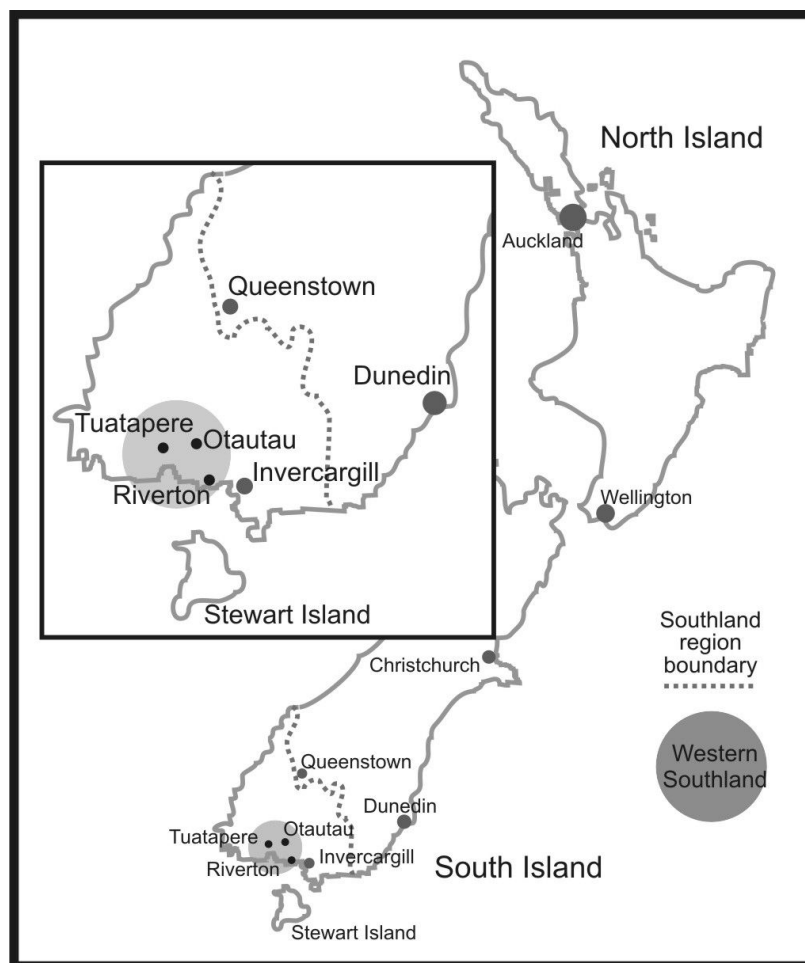 North Island
Auckland
Queenstown
Dunedin
Tuatapere
Otautau
Invercargill
Riverton
Stewart Island
Wellington
Southland
region
boundary
Christchurch
Western
Southland
Queenstown
Dunedin
Tuatapere
Otautau
Riverton
Invercargill
South Island
Stewart Island